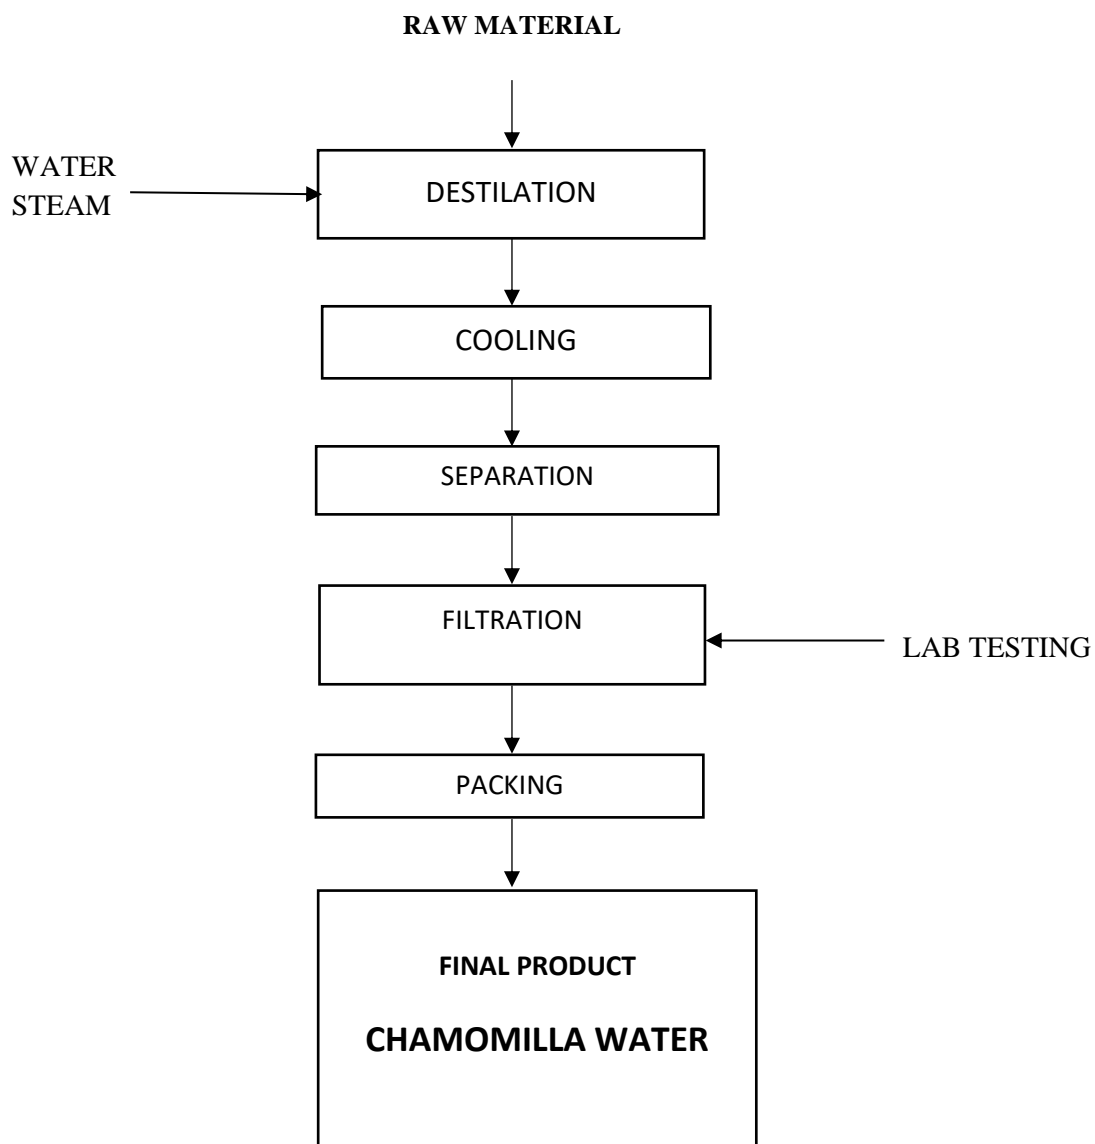 RAW MATERIAL
WATER
STEAM
DESTILATION
COOLING
SEPARATION
FILTRATION
LAB TESTING
PACKING
FINAL PRODUCT
CHAMOMILLA WATER